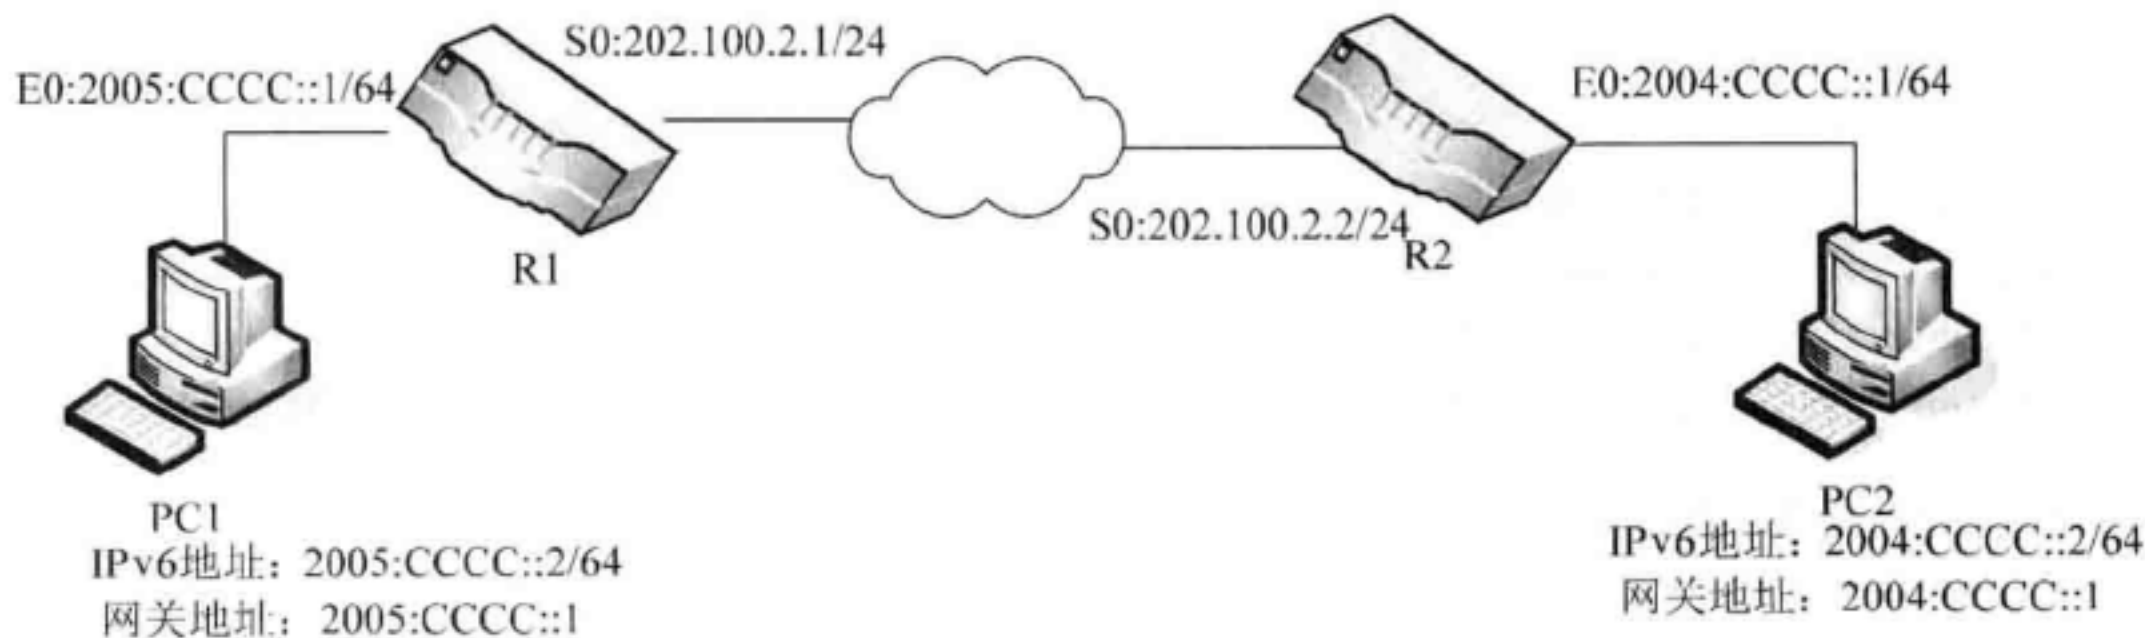 E0:2005:CCCC::1/64
S0:202.100.2.1/24
E0:2004:CCCC::1/64
S0:202.100.2.2/24
R1
R2
PC1
IPv6地址：2005:CCCC::2/64
网关地址：2005:CCCC::1
PC2
IPv6地址：2004:CCCC::2/64
网关地址：2004:CCCC::1